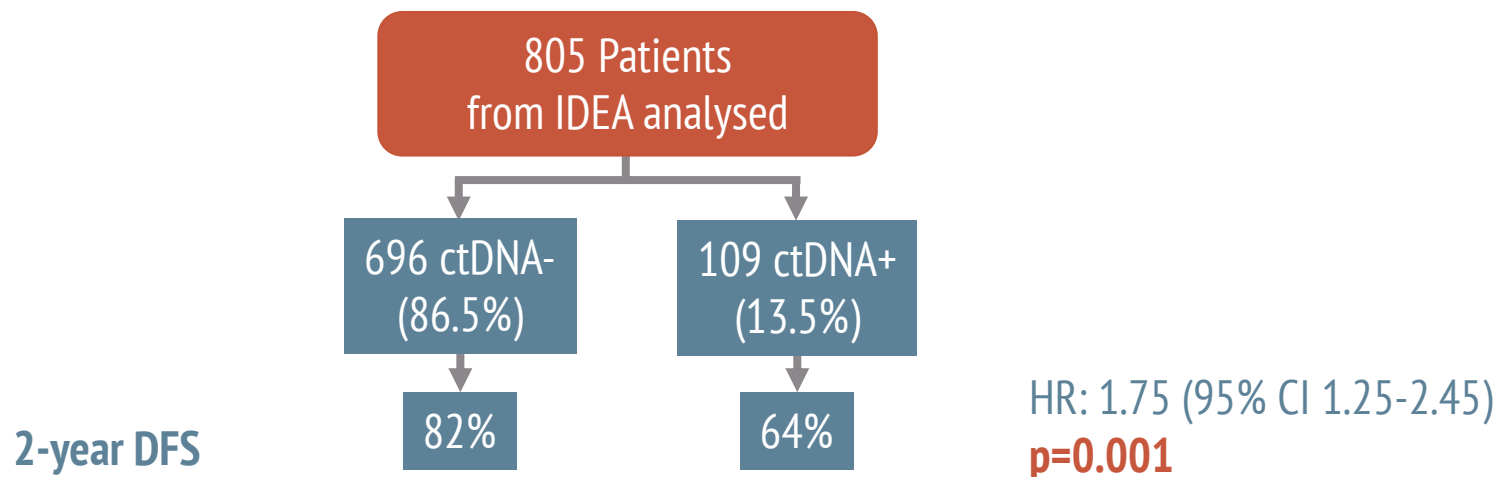 805 Patients
from IDEA analysed
696 ctDNA-
(86.5%)
109 ctDNA+
(13.5%)
2-year DFS
82%
64%
HR: 1.75 (95% CI 1.25-2.45)
p=0.001